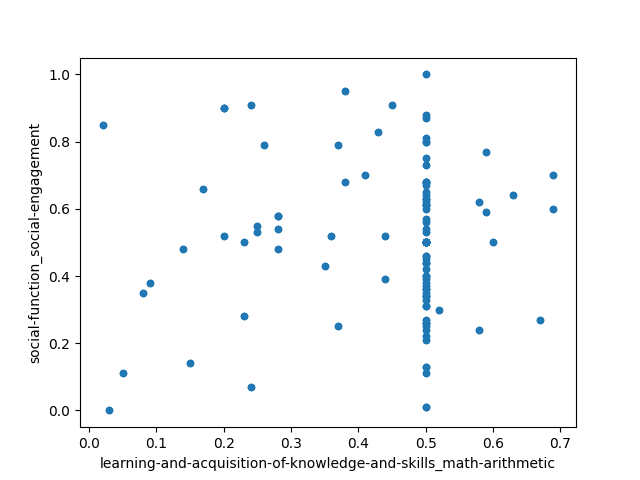 1.0
0.8
0.6
0.4
0.2
0.0
social-function_social-engagement
0.0 0.1 0.2 0.3 0.4 0.5 0.6 0.7
learning-and-acquisition-of-knowledge-and-skills_math-arithmetic